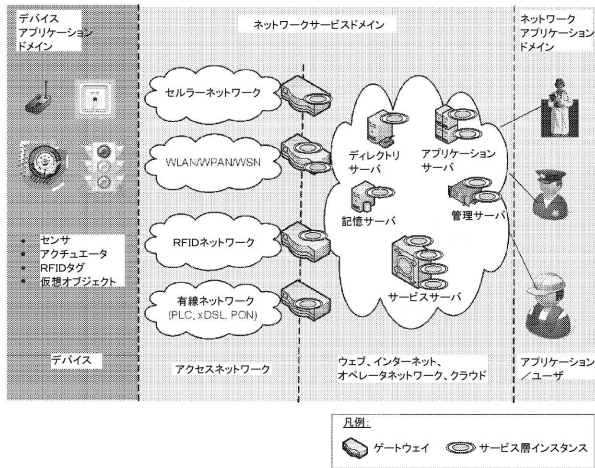 デバイス
アプリケーション
ドメイン
ネットワークサービスドメイン
ネットワーク
アプリケーション
ドメイン
セルラーネットワーク
WLAN/WPAN/WSN
RFIDネットワーク
有線ネットワーク
(PLC, xDSL, PON)
ディレクトリ
サーバ
アプリケーション
サーバ
記憶サーバ
管理サーバ
サービスサーバ
• センサ
• アクチュエータ
• RFIDタグ
• 仮想オブジェクト
デバイス
アクセスネットワーク
ウェブ、インターネット、
オペレータネットワーク、クラウド
アプリケーション
／ユーザ
凡例:
ゲートウェイ
サービス層インスタンス